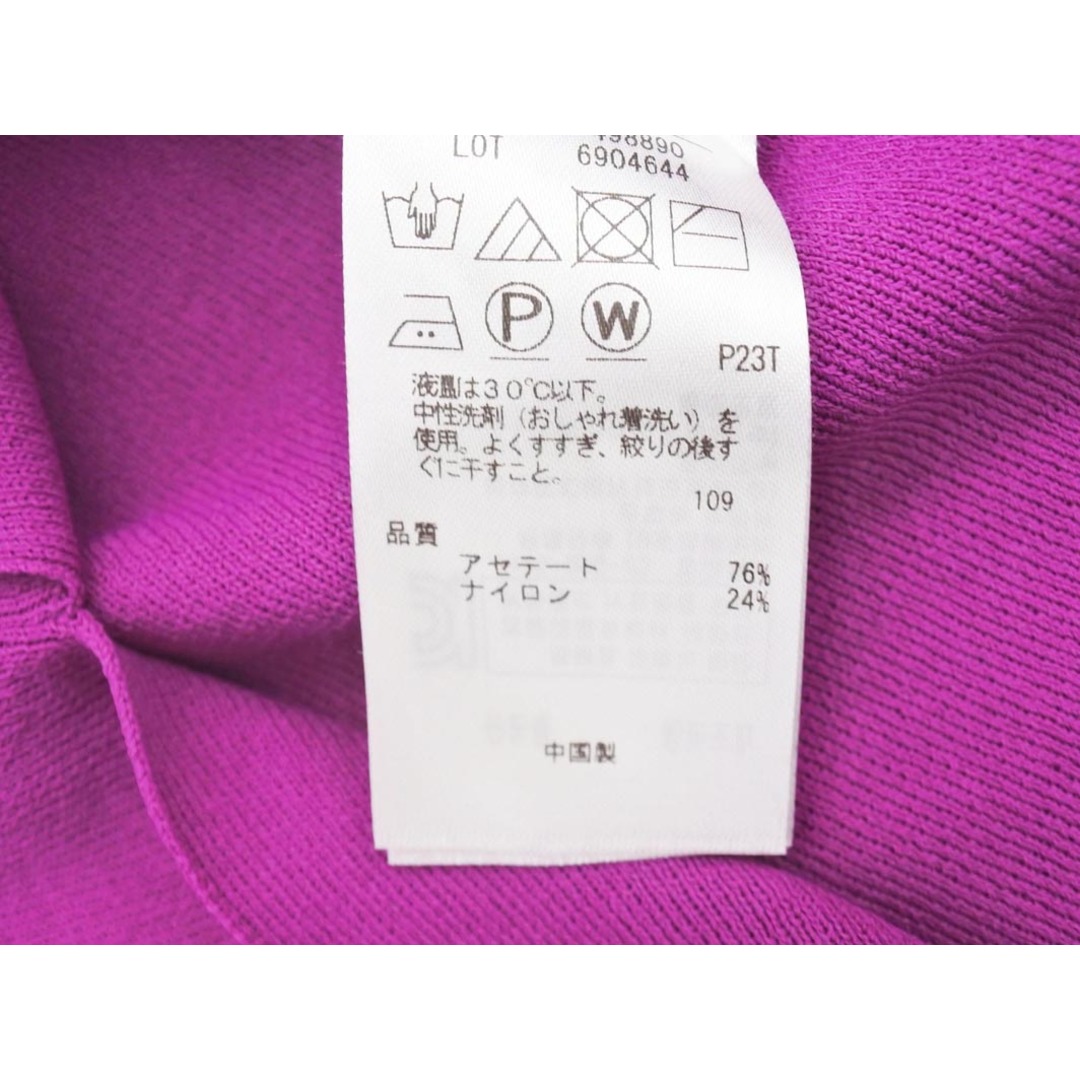 LOT 6904644
P
W
P23T
液温は30℃以下。
中性洗剤（おしゃれ着洗い）を
使用。よくすすぎ、絞りの後す
ぐに干すこと。
109
品質
アセテート 76%
ナイロン 24%
中国製